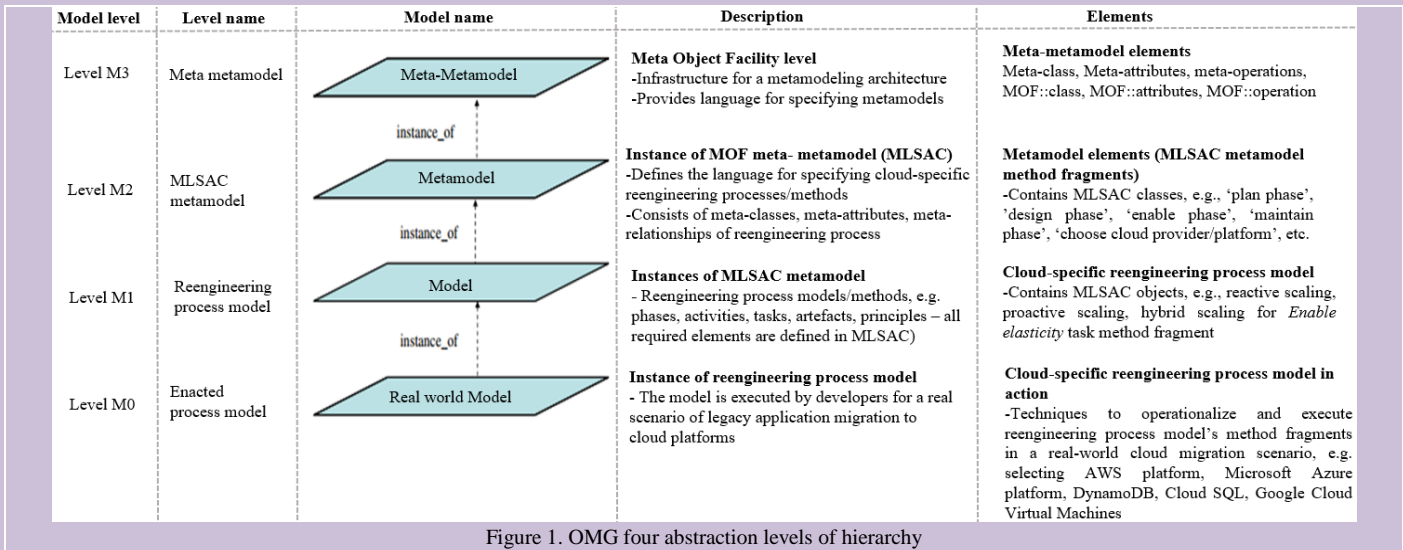 Model level
Level name
Model name
Description
Elements
Level M3
Meta metamodel
Meta-Metamodel
Meta Object Facility level
-Infrastructure for a metamodeling architecture
-Provides language for specifying metamodels
Meta-metamodel elements
Meta-class, Meta-attributes, meta-operations,
MOF::class, MOF::attributes, MOF::operation
instance_of
Level M2
MLSAC
metamodel
Metamodel
Instance of MOF meta- metamodel (MLSAC)
-Defines the language for specifying cloud-specific
reengineering processes/methods
-Consists of meta-classes, meta-attributes, meta-
relationships of reengineering process
Metamodel elements (MLSAC metamodel
method fragments)
-Contains MLSAC classes, e.g., ‘plan phase’,
’design phase’, ‘enable phase’, ‘maintain
phase’, ‘choose cloud provider/platform’, etc.
instance_of
Level M1
Reengineering
process model
Model
Instances of MLSAC metamodel
- Reengineering process models/methods, e.g.
phases, activities, tasks, artefacts, principles – all
required elements are defined in MLSAC)
Cloud-specific reengineering process model
-Contains MLSAC objects, e.g., reactive scaling,
proactive scaling, hybrid scaling for Enable
elasticity task method fragment
instance_of
Level M0
Enacted
process model
Real world Model
Instance of reengineering process model
- The model is executed by developers for a real
scenario of legacy application migration to
cloud platforms
Cloud-specific reengineering process model in
action
-Techniques to operationalize and execute
reengineering process model’s method fragments
in a real-world cloud migration scenario, e.g.
selecting AWS platform, Microsoft Azure
platform, DynamoDB, Cloud SQL, Google Cloud
Virtual Machines
Figure 1. OMG four abstraction levels of hierarchy